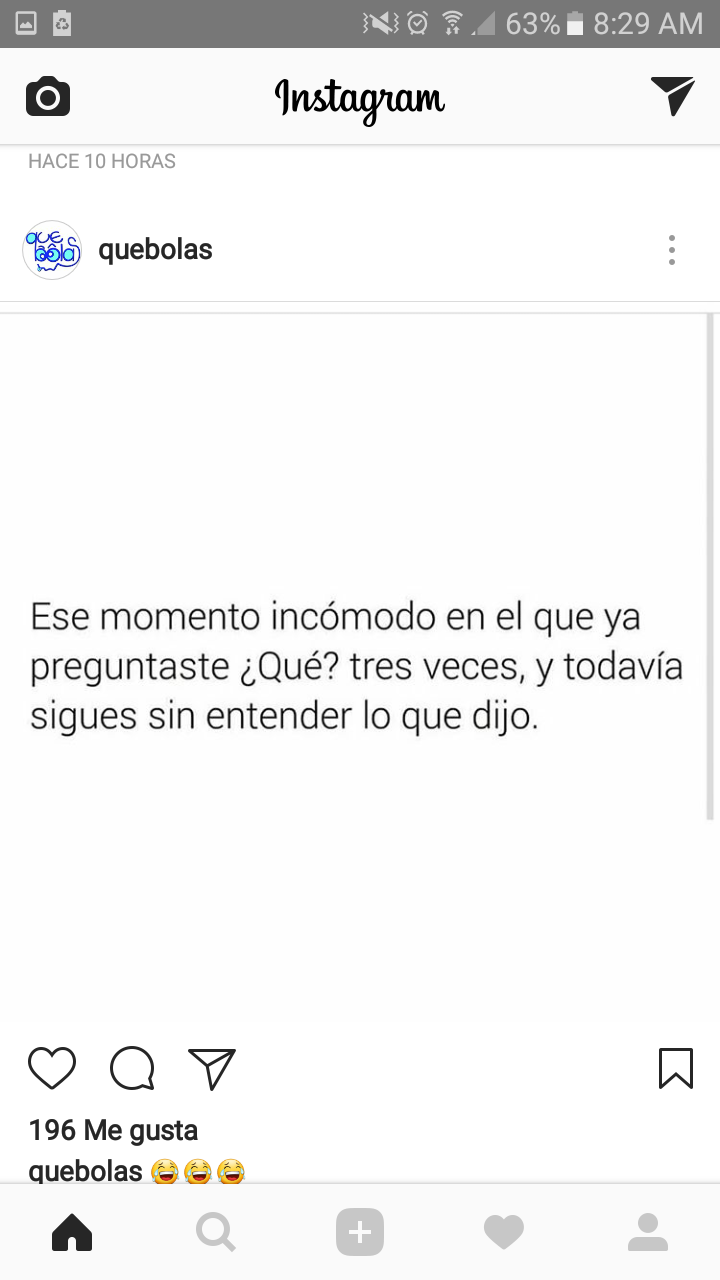 63% 8:29 AM
Instagram
HACE 10 HORAS
que bola
quebolas
Ese momento incómodo en el que ya
preguntaste ¿Qué? tres veces, y todavía
sigues sin entender lo que dijo.
196 Me gusta
quebolas 😂😂😂